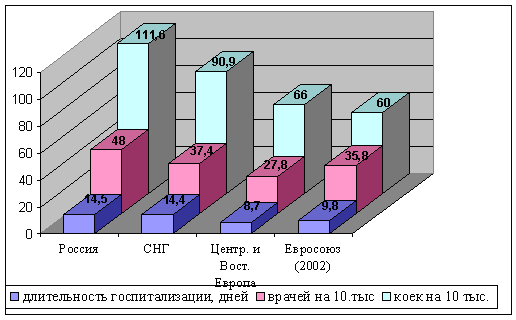 111,6
90,9
66
60
48
37,4
27,8
35,8
14,5
14,4
8,7
9,8
120
100
80
60
40
20
0
Россия
СНГ
Центр. и
Вост.
Европа
Евросоюз
(2002)
длительность госпитализации, дней
врачей на 10.тыс
коек на 10 тыс.